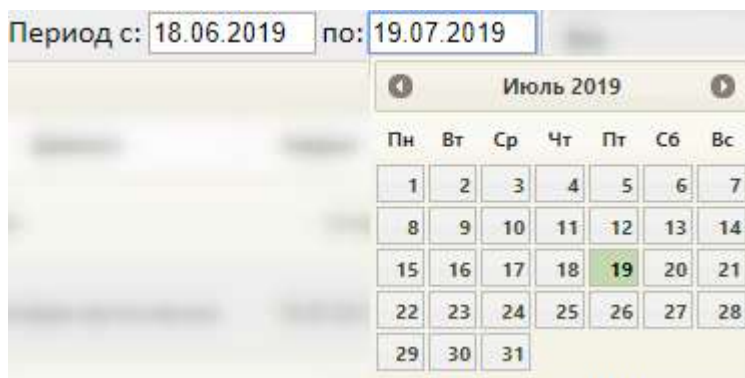 Период с: 18.06.2019 по: 19.07.2019
Июль 2019
Пн Вт Ср Чт Пт Сб Вс
1 2 3 4 5 6 7
8 9 10 11 12 13 14
15 16 17 18 19 20 21
22 23 24 25 26 27 28
29 30 31